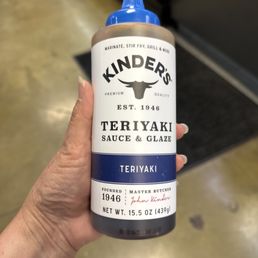 MARINATE, STIR FRY, GRILL & MORE
KINDER'S
PREMIUM QUALITY
EST. 1946
TERIYAKI
SAUCE & GLAZE
TERIYAKI
FOUNDED
1946
MASTER BUTCHER
John Kinder
NET WT. 15.5 OZ (439g)